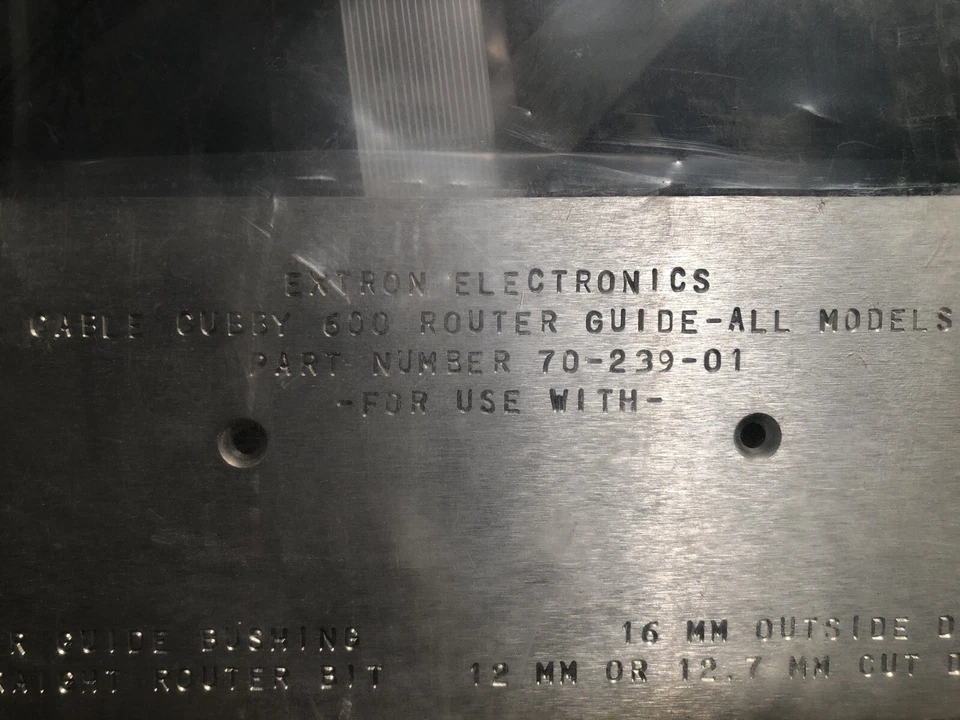 EXTRON ELECTRONICS
CABLE CUBBY 600 ROUTER GUIDE-ALL MODELS
PART NUMBER 70-239-01
-FOR USE WITH-
GUIDE BUSHING 16 MM OUTSIDE
ROUTER BIT 12 MM OR 12.7 MM CUT